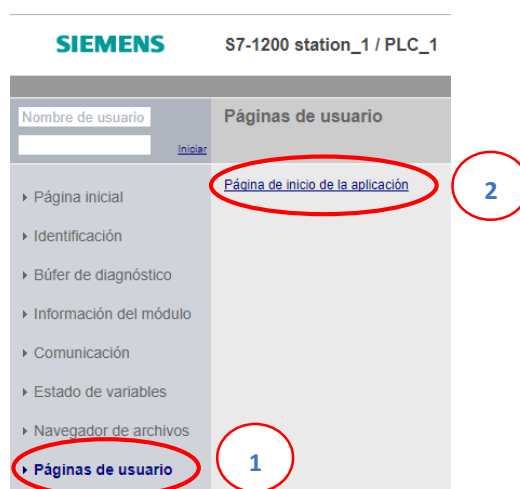 SIEMENS
S7-1200 station_1 / PLC_1
Nombre de usuario
Iniciar
Páginas de usuario
Página de inicio de la aplicación
2
Página inicial
Identificación
Búfer de diagnóstico
Información del módulo
Comunicación
Estado de variables
Navegador de archivos
Páginas de usuario
1